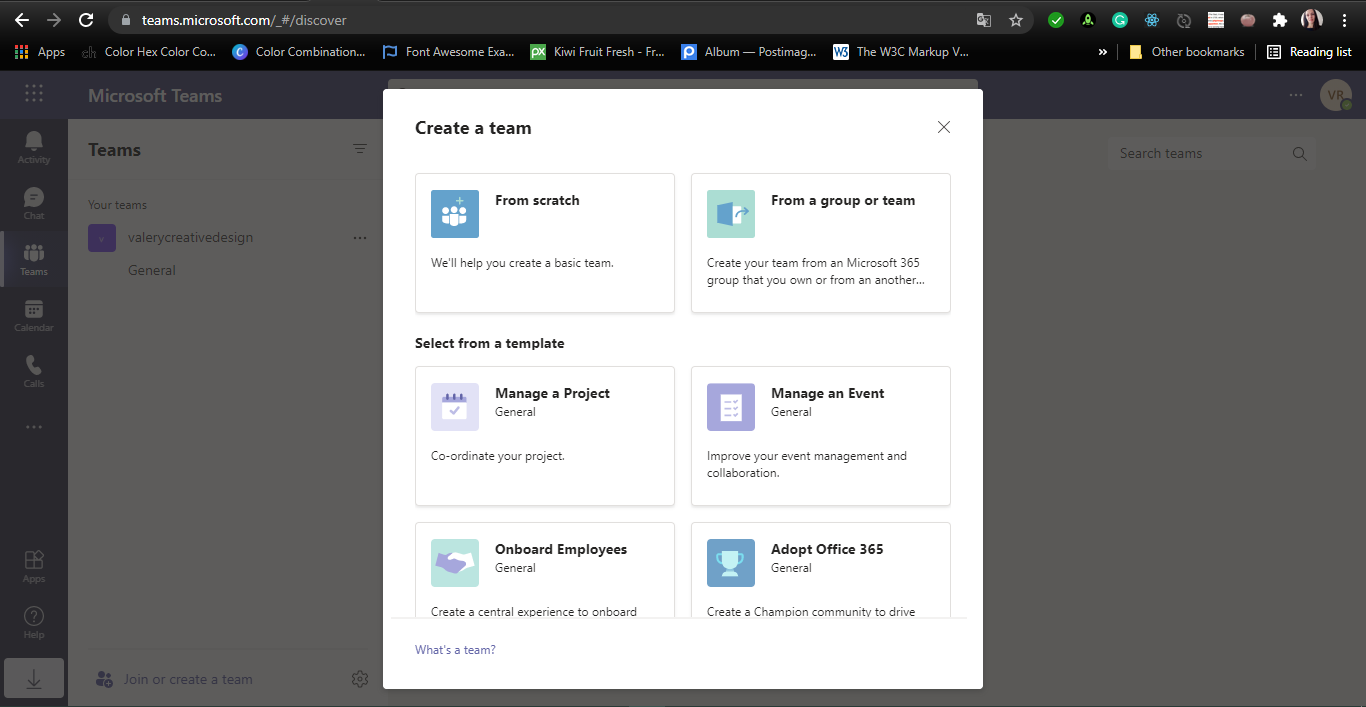 teams.microsoft.com/_#/discover
Apps
Color Hex Color Co...
Color Combination...
Font Awesome Exa...
Kiwi Fruit Fresh - Fr...
Album — Postimag...
The W3C Markup V...
»
Other bookmarks
Reading list
Microsoft Teams
VR
Activity
Chat
Teams
Calendar
Calls
Apps
Help
Teams
Your teams
v
valerycreativedesign
General
Join or create a team
Search teams
Create a team
From scratch
We'll help you create a basic team.
From a group or team
Create your team from an Microsoft 365
group that you own or from an another...
Select from a template
Manage a Project
General
Co-ordinate your project.
Manage an Event
General
Improve your event management and
collaboration.
Onboard Employees
General
Create a central experience to onboard
Adopt Office 365
General
Create a Champion community to drive
What's a team?